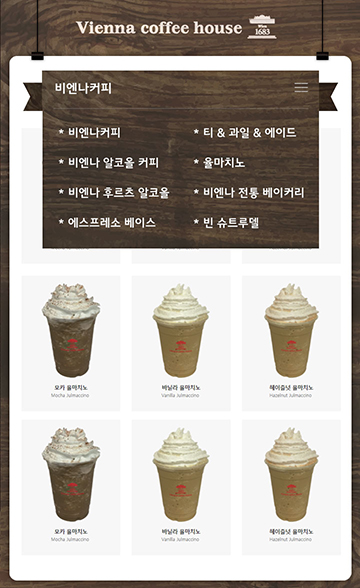 Vienna coffee house
Wien
1683
비엔나커피
* 비엔나커피
* 티 & 과일 & 에이드
* 비엔나 알코올 커피
* 율마치노
* 비엔나 후르츠 알코올
* 비엔나 전통 베이커리
* 에스프레소 베이스
* 빈 슈트루델
모카 율마치노
Mocha Julmaccino
바닐라 율마치노
Vanilla Julmaccino
헤이즐넛 율마치노
Hazelnut Julmaccino
모카 율마치노
Mocha Julmaccino
바닐라 율마치노
Vanilla Julmaccino
헤이즐넛 율마치노
Hazelnut Julmaccino